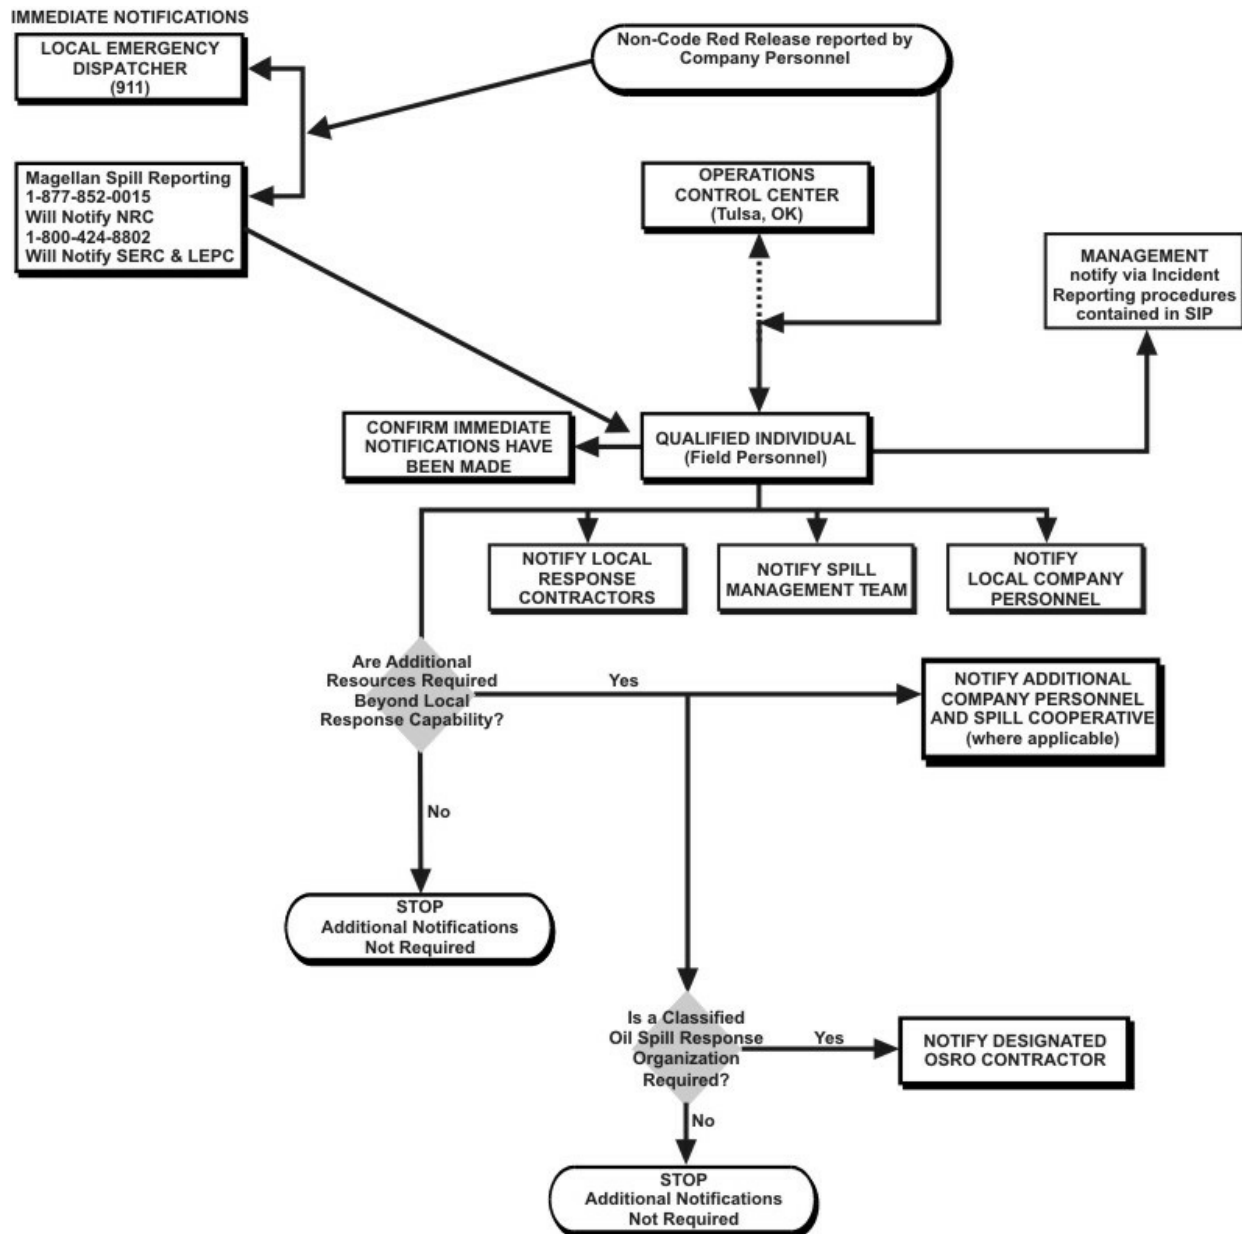 IMMEDIATE NOTIFICATIONS
LOCAL EMERGENCY
DISPATCHER
(911)
Non-Code Red Release reported by
Company Personnel
Magellan Spill Reporting
1-877-852-0015
Will Notify NRC
1-800-424-8802
Will Notify SERC & LEPC
OPERATIONS
CONTROL CENTER
(Tulsa, OK)
MANAGEMENT
notify via Incident
Reporting procedures
contained in SIP
CONFIRM IMMEDIATE
NOTIFICATIONS HAVE
BEEN MADE
QUALIFIED INDIVIDUAL
(Field Personnel)
NOTIFY LOCAL
RESPONSE
CONTRACTORS
NOTIFY SPILL
MANAGEMENT TEAM
NOTIFY
LOCAL COMPANY
PERSONNEL
Are Additional
Resources Required
Beyond Local
Response Capability?
Yes
NOTIFY ADDITIONAL
COMPANY PERSONNEL
AND SPILL COOPERATIVE
(where applicable)
No
STOP
Additional Notifications
Not Required
Is a Classified
Oil Spill Response
Organization
Required?
Yes
NOTIFY DESIGNATED
OSRO CONTRACTOR
No
STOP
Additional Notifications
Not Required